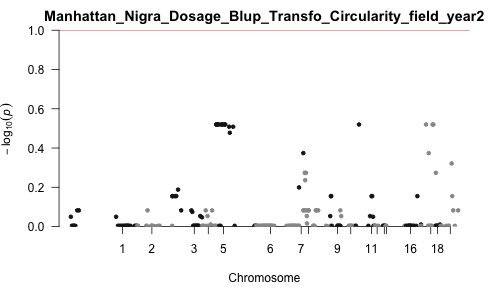 Manhattan_Nigra_Dosage_Blup_Transfo_Circularity_field_year2
1.0
0.8
0.6
0.4
0.2
0.0
− log10(p)
1 2 3 5 6 7 9 11 16 18
Chromosome